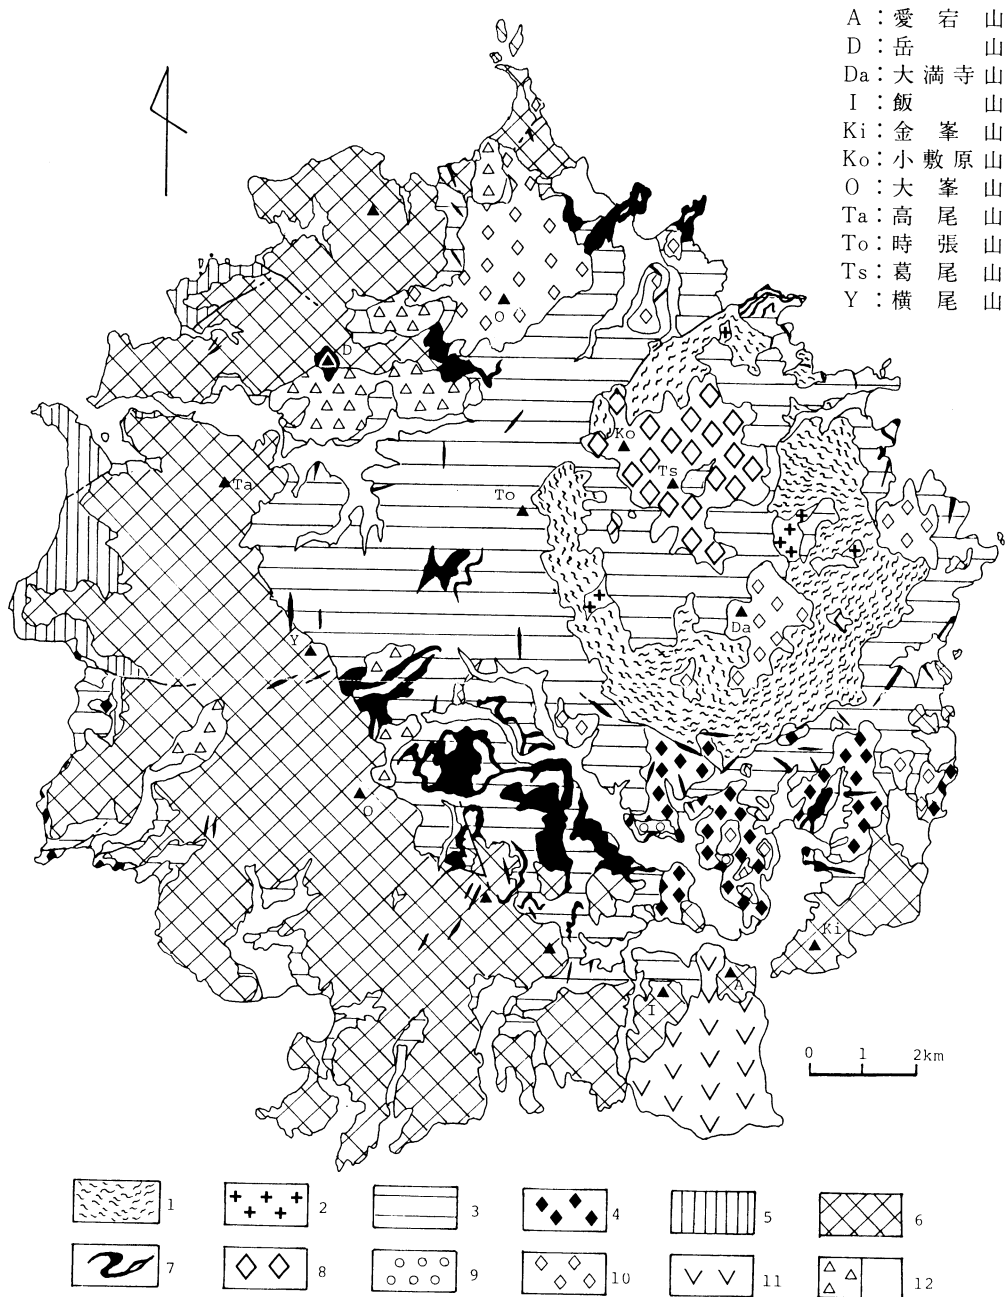 A：愛宕山
D：岳山
Da：大満寺山
I：飯山
Ki：金峯山
Ko：小敷原山
O：大峯山
Ta：高尾山
To：時張山
Ts：葛尾山
Y：横尾山
O
D
Ko
Ts
Ta
To
Da
Y
O
Ki
A
I
0 1 2km
1 2 3 4 5 6
7 8 9 10 11 12